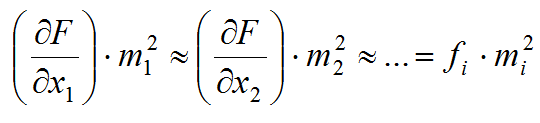 (∂F/∂x₁) · m₁² ≈ (∂F/∂x₂) · m₂² ≈ ... = fᵢ · mᵢ²